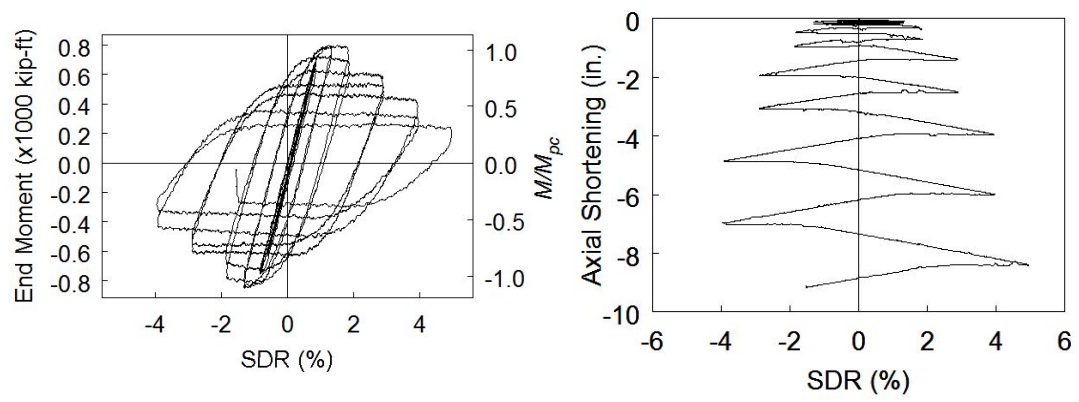 End Moment (x1000 kip-ft)
0.8
0.6
0.4
0.2
0.0
-0.2
-0.4
-0.6
-0.8
-4 -2 0 2 4
SDR (%)
1.0
0.5
0.0
-0.5
-1.0
M/Mpc
Axial Shortening (in.)
0
-2
-4
-6
-8
-10
-6 -4 -2 0 2 4 6
SDR (%)